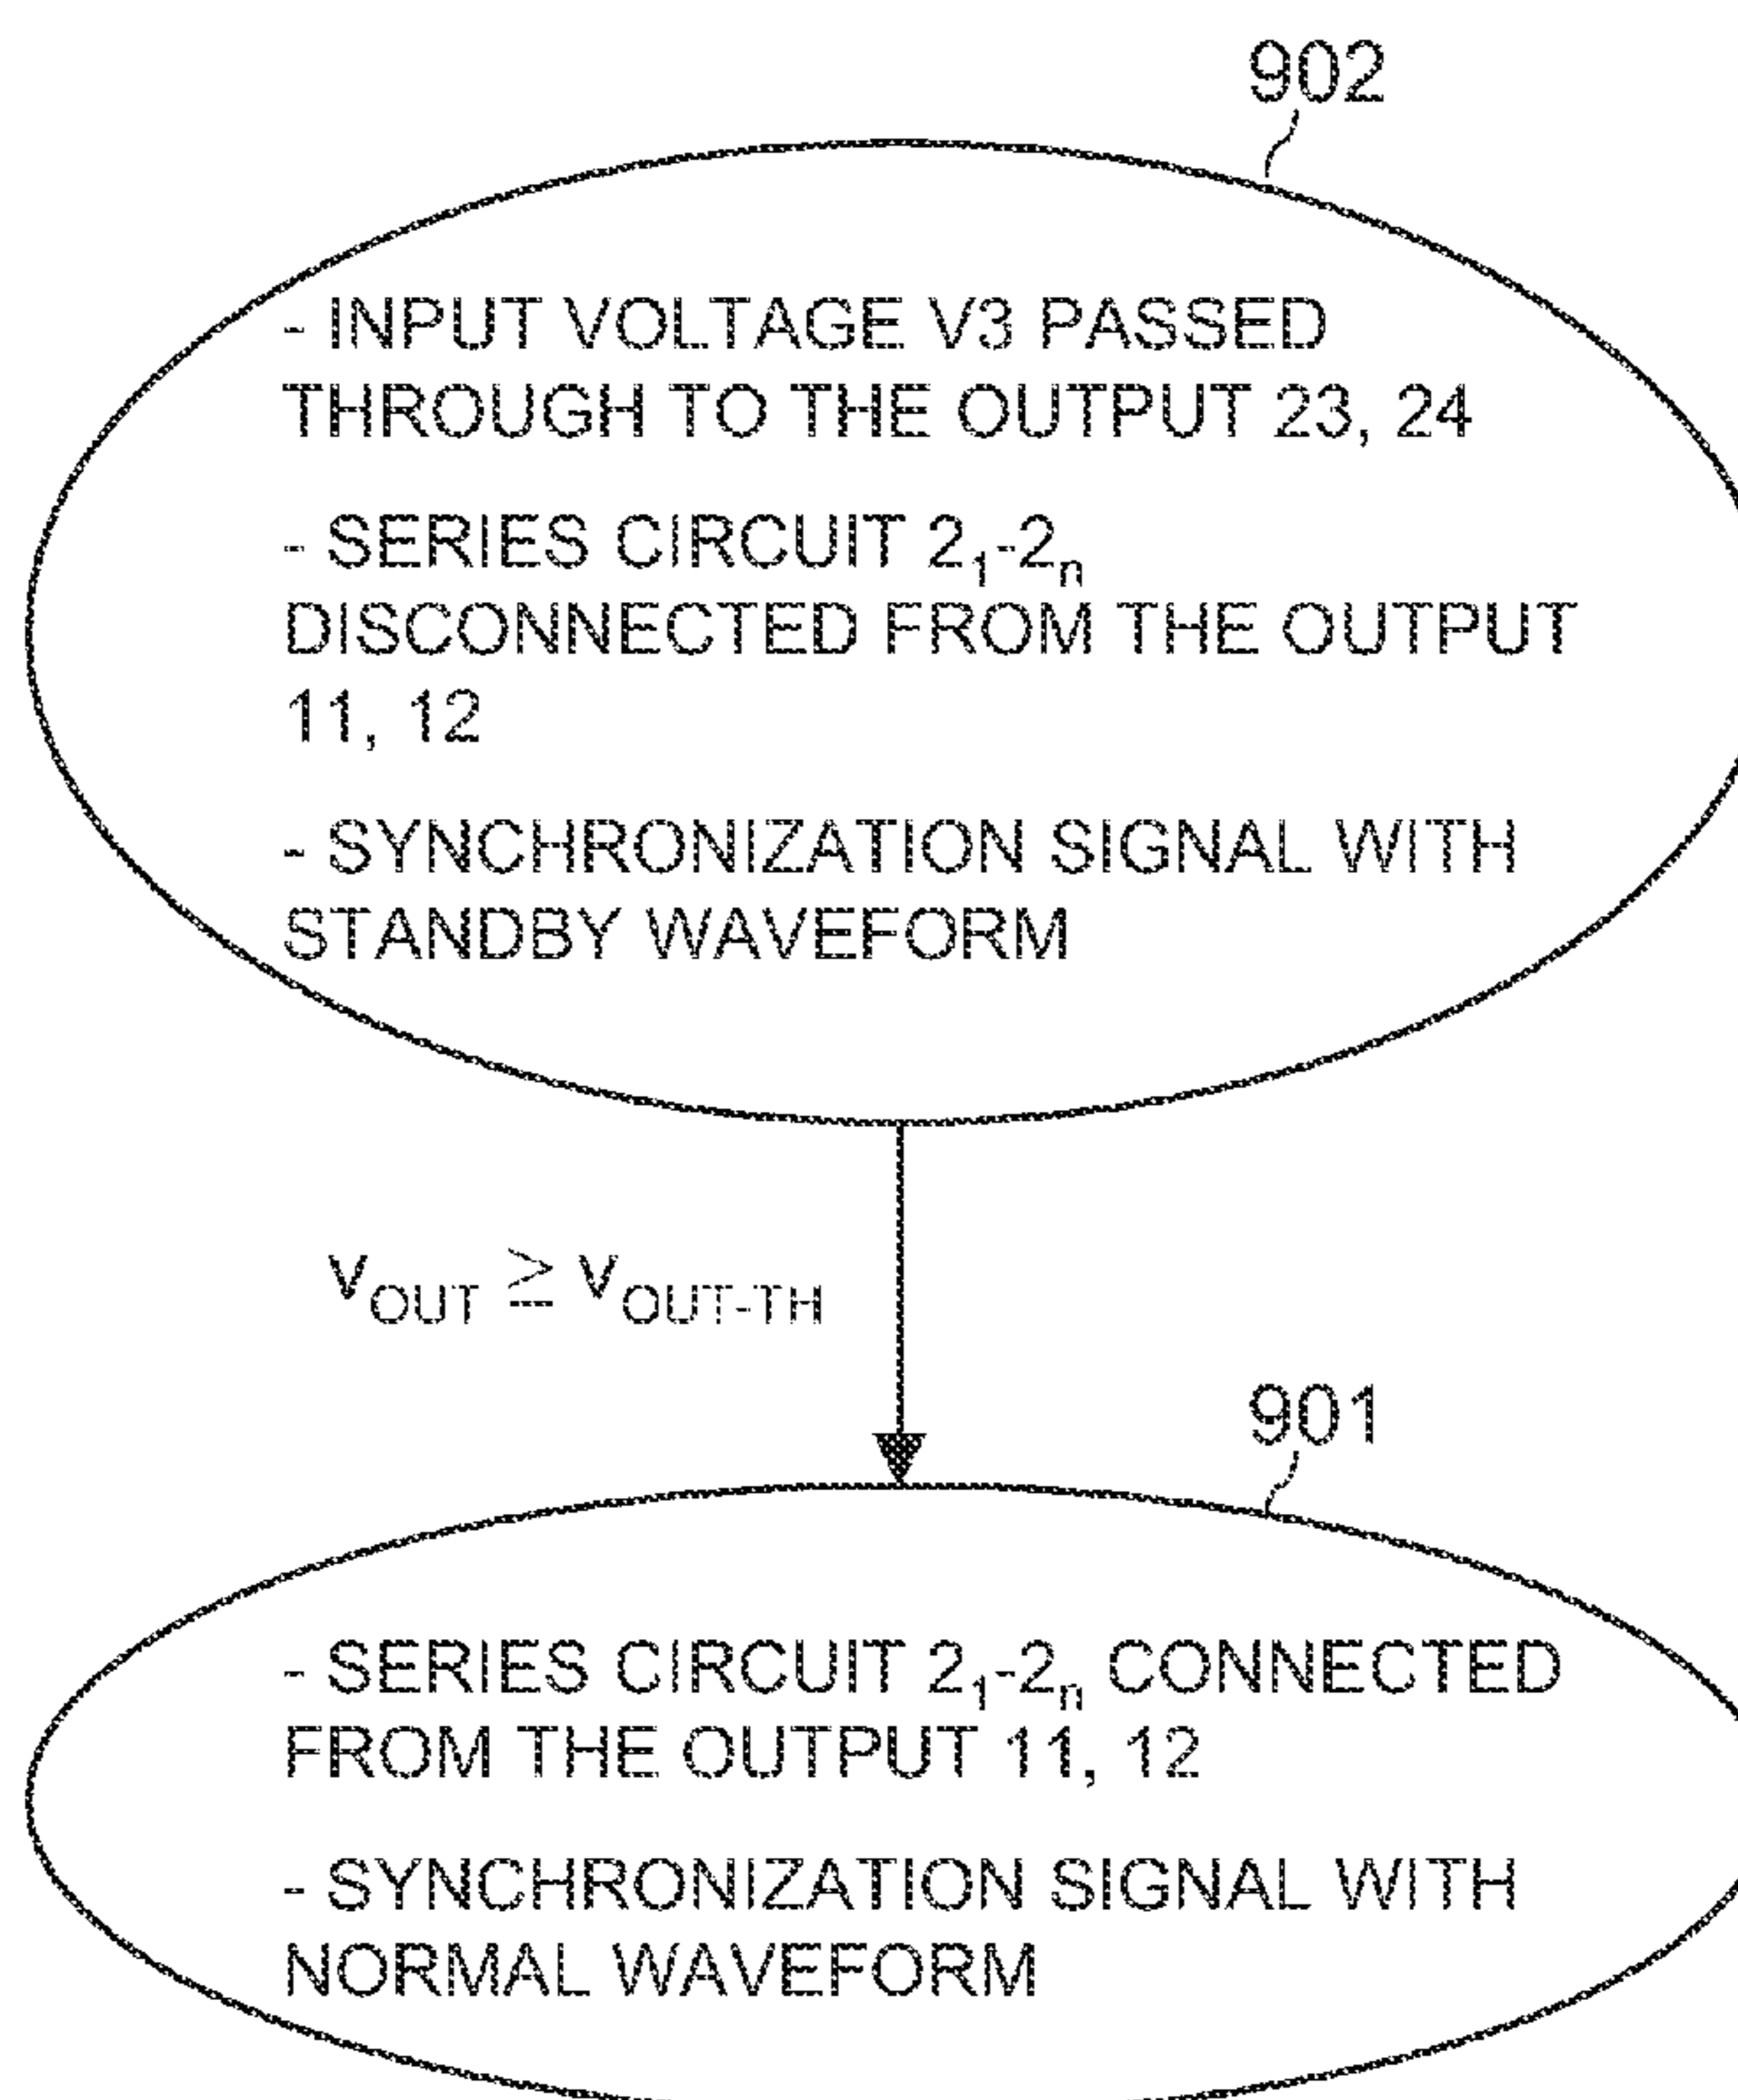 902
- INPUT VOLTAGE V3 PASSED
THROUGH TO THE OUTPUT 23, 24
- SERIES CIRCUIT 2₁-2ₙ
DISCONNECTED FROM THE OUTPUT
11, 12
- SYNCHRONIZATION SIGNAL WITH
STANDBY WAVEFORM
V_OUT ≥ V_OUT-TH
901
- SERIES CIRCUIT 2₁-2ₙ CONNECTED
FROM THE OUTPUT 11, 12
- SYNCHRONIZATION SIGNAL WITH
NORMAL WAVEFORM